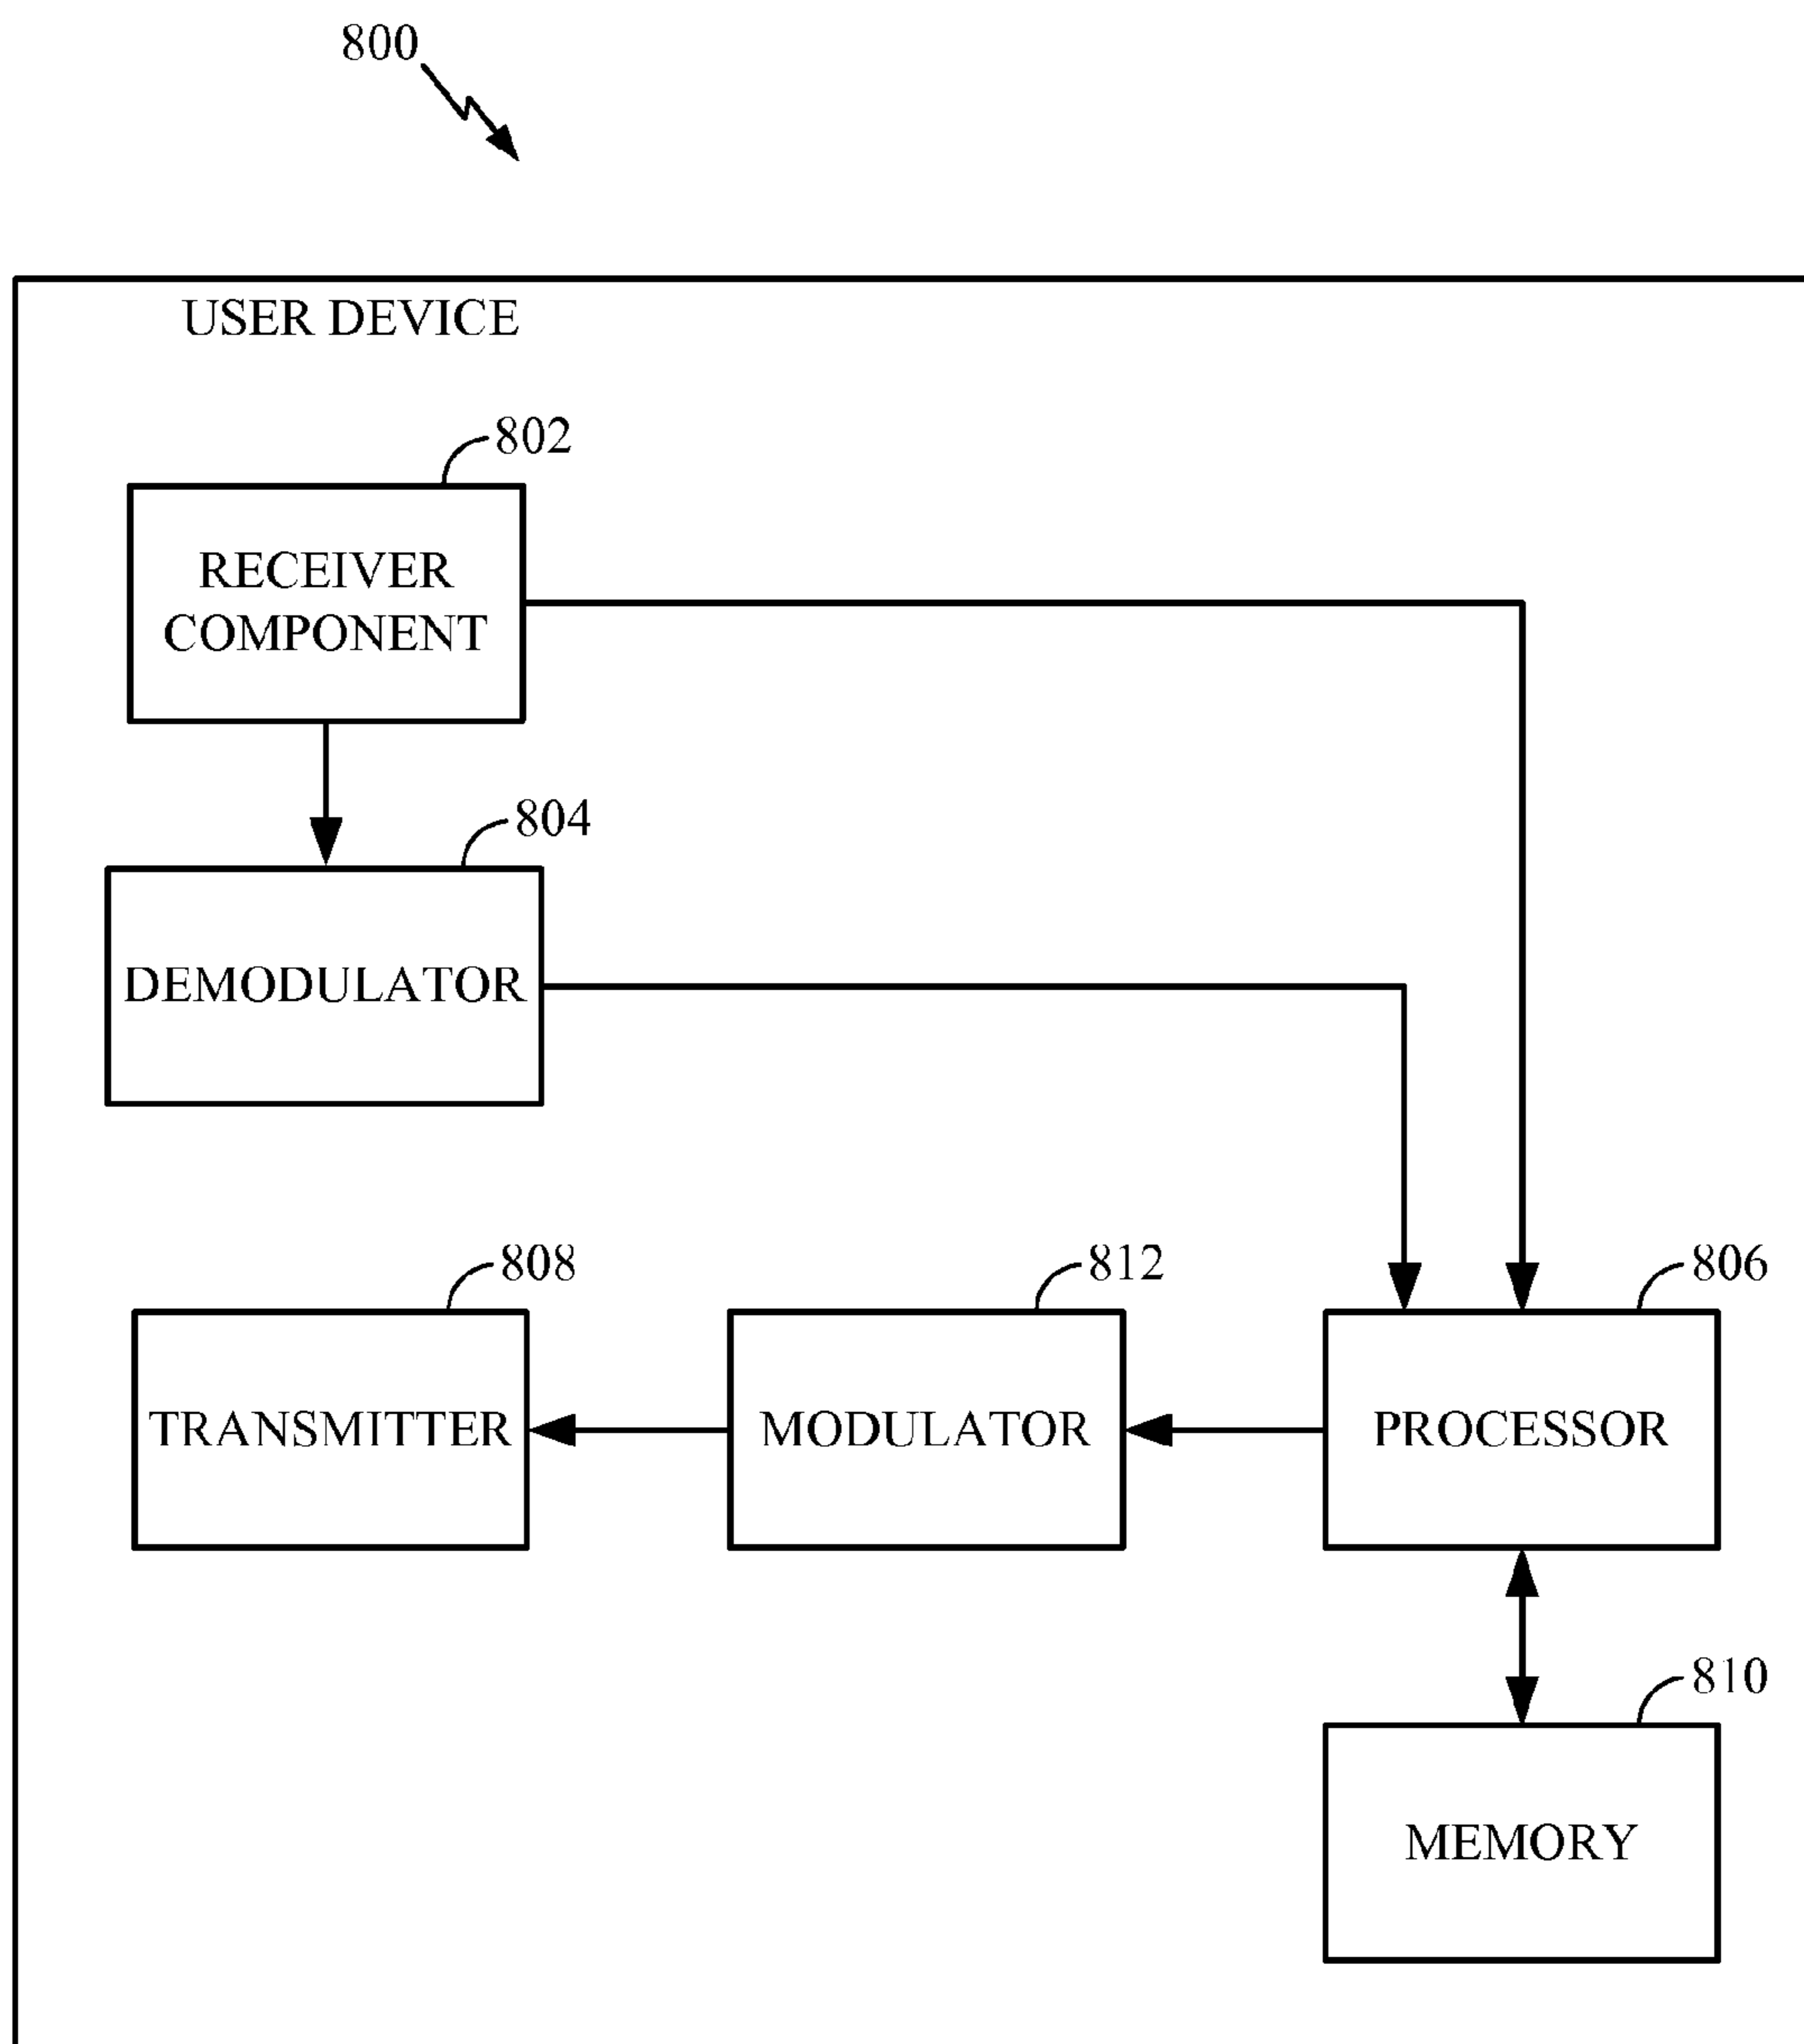 800
USER DEVICE
802
RECEIVER
COMPONENT
804
DEMODULATOR
808
812
806
TRANSMITTER
MODULATOR
PROCESSOR
810
MEMORY